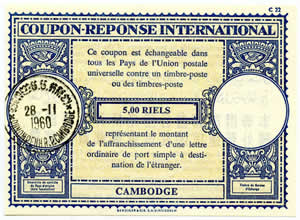 C 22
COUPON-REPONSE INTERNATIONAL
Ce coupon est échangeable dans
tous les Pays de l'Union postale
universelle contre un timbre-poste
ou des timbres-poste
5,00 RIELS
28 -11
1960
représentant le montant de
l'affranchissement d'une lettre
ordinaire de port simple à desti-
nation de l'étranger.
CAMBODGE